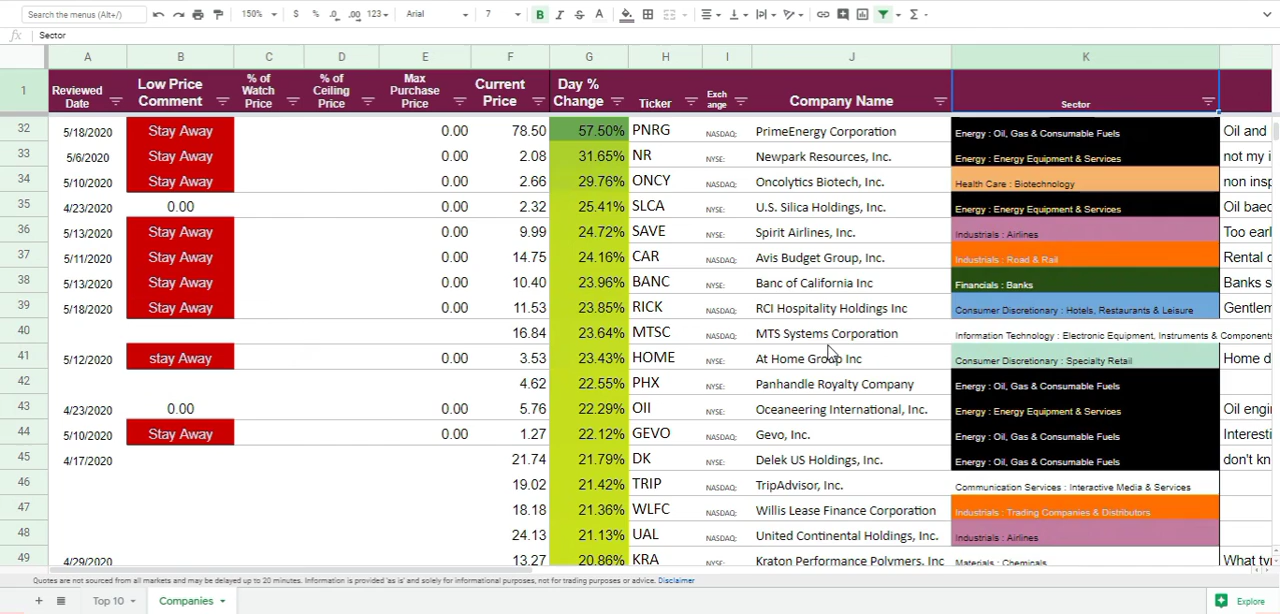 Search the menus (Alt+/) 150% $ % .0 .00 123 Arial 7 B I S A Σ
fx Sector
A B C D E F G H I J K
1 Reviewed Date Low Price Comment % of Watch Price % of Ceiling Price Max Purchase Price Current Price Day % Change Ticker Exch ange Company Name Sector
32 5/18/2020 Stay Away 0.00 78.50 57.50% PNRG NASDAQ: PrimeEnergy Corporation Energy : Oil, Gas & Consumable Fuels Oil and
33 5/6/2020 Stay Away 0.00 2.08 31.65% NR NYSE: Newpark Resources, Inc. Energy : Energy Equipment & Services not my i
34 5/10/2020 Stay Away 0.00 2.66 29.76% ONCY NASDAQ: Oncolytics Biotech, Inc. Health Care : Biotechnology non insp
35 4/23/2020 0.00 0.00 2.32 25.41% SLCA NYSE: U.S. Silica Holdings, Inc. Energy : Energy Equipment & Services Oil baed
36 5/13/2020 Stay Away 0.00 9.99 24.72% SAVE NYSE: Spirit Airlines, Inc. Industrials : Airlines Too earl
37 5/11/2020 Stay Away 0.00 14.75 24.16% CAR NASDAQ: Avis Budget Group, Inc. Industrials : Road & Rail Rental c
38 5/13/2020 Stay Away 0.00 10.40 23.96% BANC NYSE: Banc of California Inc Financials : Banks Banks s
39 5/18/2020 Stay Away 0.00 11.53 23.85% RICK NASDAQ: RCI Hospitality Holdings Inc Consumer Discretionary : Hotels, Restaurants & Leisure Gentlen
40 16.84 23.64% MTSC NASDAQ: MTS Systems Corporation Information Technology : Electronic Equipment, Instruments & Components
41 5/12/2020 stay Away 0.00 3.53 23.43% HOME NYSE: At Home Group Inc Consumer Discretionary : Specialty Retail Home d
42 4.62 22.55% PHX NYSE: Panhandle Royalty Company Energy : Oil, Gas & Consumable Fuels
43 4/23/2020 0.00 0.00 5.76 22.29% OII NYSE: Oceaneering International, Inc. Energy : Energy Equipment & Services Oil engi
44 5/10/2020 Stay Away 0.00 1.27 22.12% GEVO NASDAQ: Gevo, Inc. Energy : Oil, Gas & Consumable Fuels Interesti
45 4/17/2020 21.74 21.79% DK NYSE: Delek US Holdings, Inc. Energy : Oil, Gas & Consumable Fuels don't kn
46 19.02 21.42% TRIP NASDAQ: TripAdvisor, Inc. Communication Services : Interactive Media & Services
47 18.18 21.36% WLFC NASDAQ: Willis Lease Finance Corporation Industrials : Trading Companies & Distributors
48 24.13 21.13% UAL NASDAQ: United Continental Holdings, Inc. Industrials : Airlines
49 4/29/2020 13.27 20.86% KRA NYSE: Kraton Performance Polymers, Inc Materials : Chemicals What typ
Quotes are not sourced from all markets and may be delayed up to 20 minutes. Information is provided 'as is' and solely for informational purposes, not for trading purposes or advice. Disclaimer
+ Top 10 Companies Explore